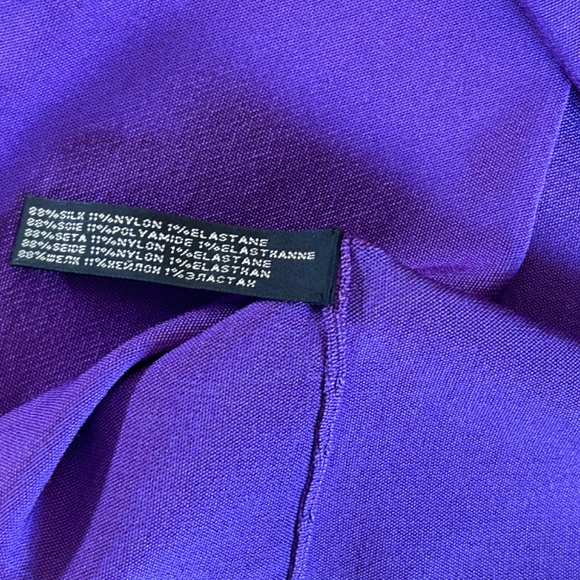 88%SILK 11%NYLON 1%ELASTANE
88%SOIE 11%POLYAMIDE 1%ELASTHANNE
88%SETA 11%NYLON 1%ELASTANE
88%SEIDE 11%NYLON 1%ELASTHAN
88%ШЕЛК 11%НЕЙЛОН 1%ЭЛАСТАН